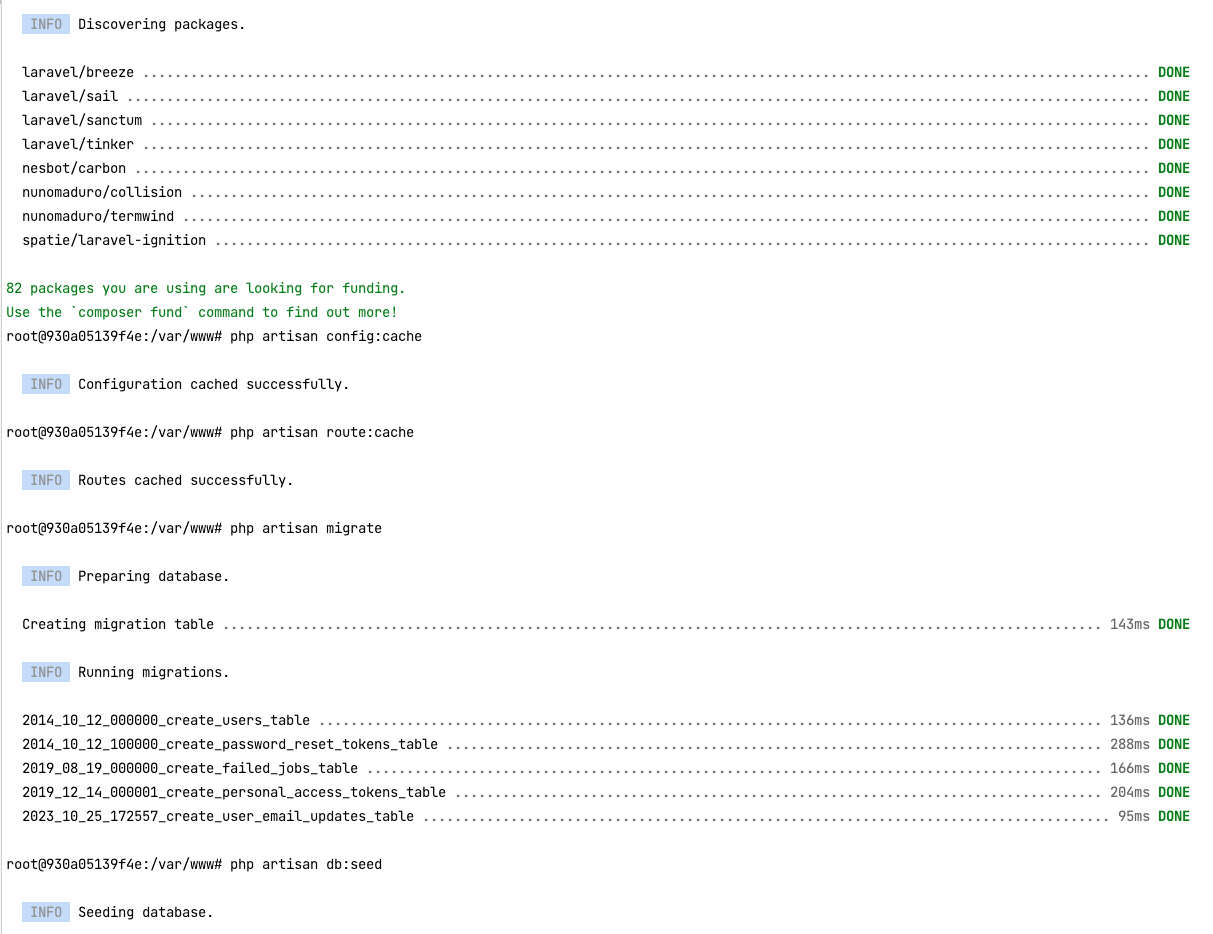 INFO Discovering packages.
laravel/breeze ............................................................................................................................. DONE
laravel/sail ............................................................................................................................... DONE
laravel/sanctum ............................................................................................................................ DONE
laravel/tinker ............................................................................................................................. DONE
nesbot/carbon .............................................................................................................................. DONE
nunomaduro/collision ....................................................................................................................... DONE
nunomaduro/termwind ........................................................................................................................ DONE
spatie/laravel-ignition .................................................................................................................... DONE
82 packages you are using are looking for funding.
Use the `composer fund` command to find out more!
root@930a05139f4e:/var/www# php artisan config:cache
INFO Configuration cached successfully.
root@930a05139f4e:/var/www# php artisan route:cache
INFO Routes cached successfully.
root@930a05139f4e:/var/www# php artisan migrate
INFO Preparing database.
Creating migration table ............................................................................................................. 143ms DONE
INFO Running migrations.
2014_10_12_000000_create_users_table ................................................................................................. 136ms DONE
2014_10_12_100000_create_password_reset_tokens_table ................................................................................. 288ms DONE
2019_08_19_000000_create_failed_jobs_table ........................................................................................... 166ms DONE
2019_12_14_000001_create_personal_access_tokens_table ................................................................................ 204ms DONE
2023_10_25_172557_create_user_email_updates_table ..................................................................................... 95ms DONE
root@930a05139f4e:/var/www# php artisan db:seed
INFO Seeding database.